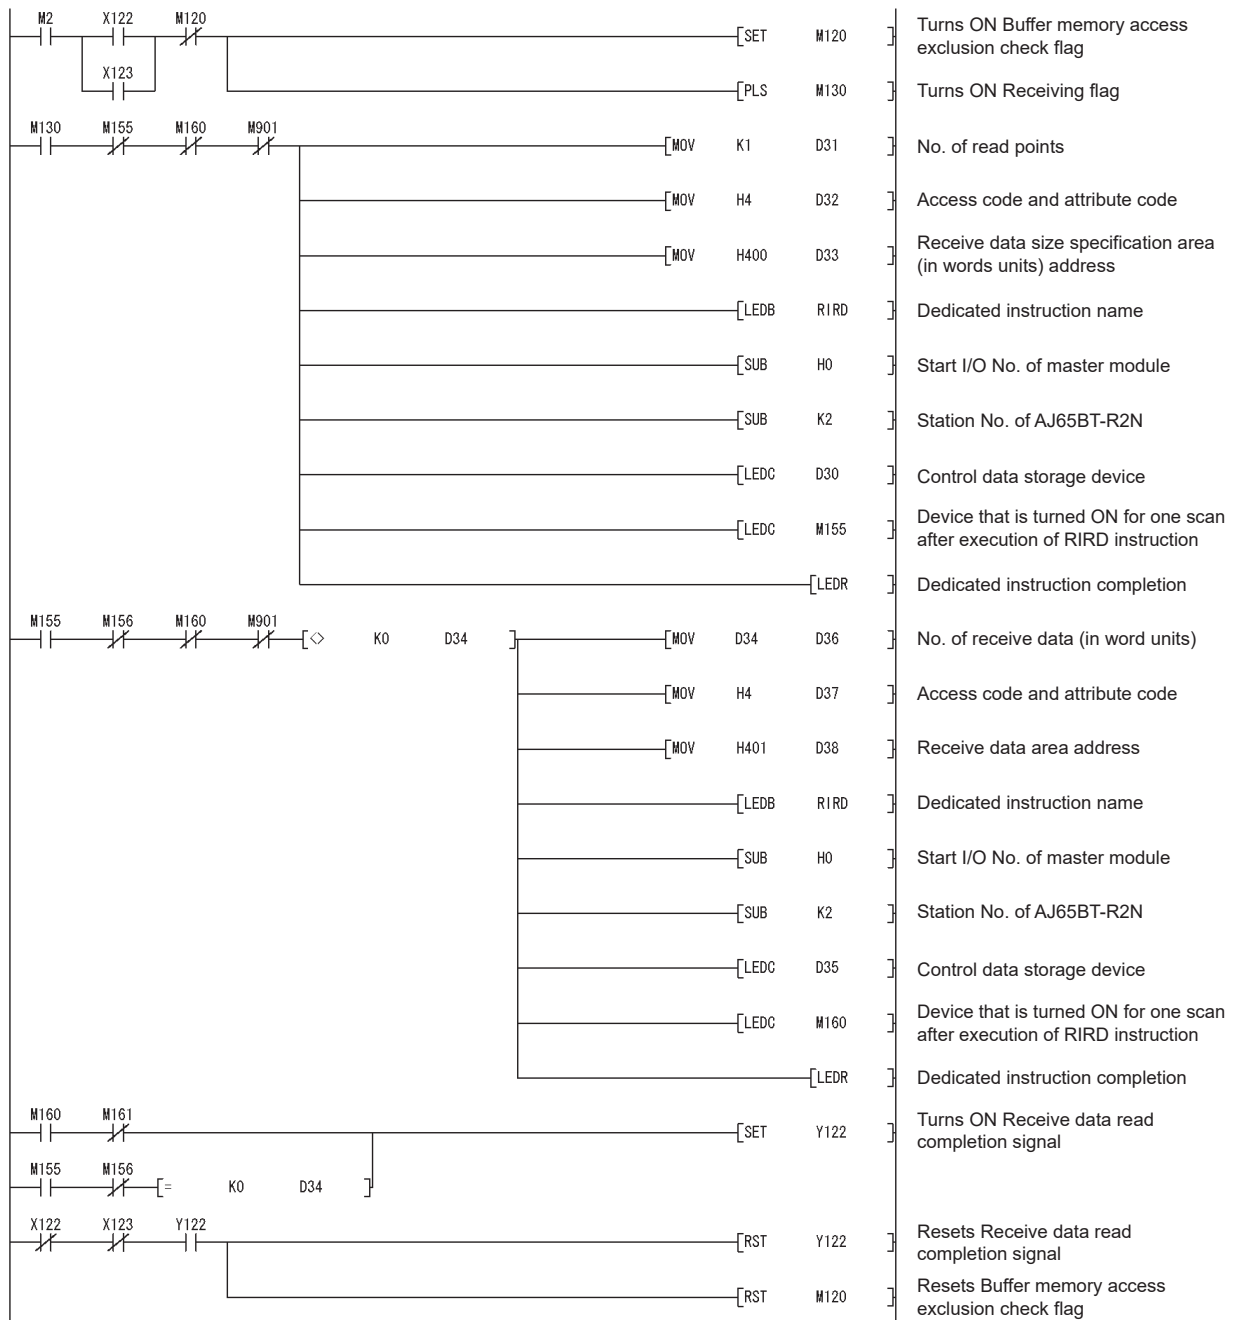 M2 X122 M120
SET M120 Turns ON Buffer memory access
exclusion check flag
X123
PLS M130 Turns ON Receiving flag
M130 M155 M160 M901
MOV K1 D31 No. of read points
MOV H4 D32 Access code and attribute code
MOV H400 D33 Receive data size specification area
(in words units) address
LEDB RIRD Dedicated instruction name
SUB H0 Start I/O No. of master module
SUB K2 Station No. of AJ65BT-R2N
LEDC D30 Control data storage device
LEDC M155 Device that is turned ON for one scan
after execution of RIRD instruction
LEDR Dedicated instruction completion
M155 M156 M160 M901
<> K0 D34 MOV D34 D36 No. of receive data (in word units)
MOV H4 D37 Access code and attribute code
MOV H401 D38 Receive data area address
LEDB RIRD Dedicated instruction name
SUB H0 Start I/O No. of master module
SUB K2 Station No. of AJ65BT-R2N
LEDC D35 Control data storage device
LEDC M160 Device that is turned ON for one scan
after execution of RIRD instruction
LEDR Dedicated instruction completion
M160 M161
SET Y122 Turns ON Receive data read
completion signal
M155 M156
= K0 D34
X122 X123 Y122
RST Y122 Resets Receive data read
completion signal
RST M120 Resets Buffer memory access
exclusion check flag